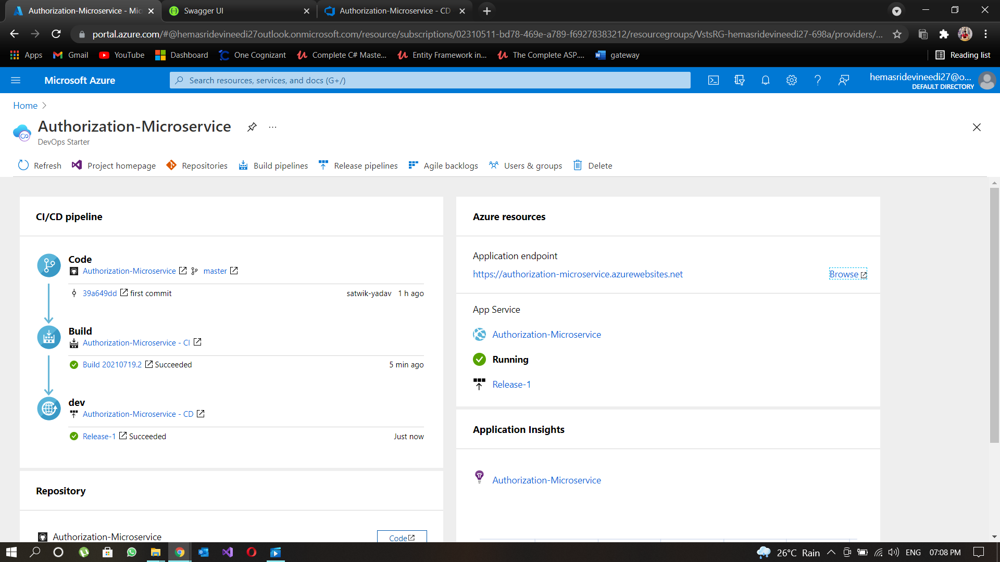 Authorization-Microservice - Mic
Swagger UI
Authorization-Microservice - CD
portal.azure.com/#@hemasridevineedi27outlook.onmicrosoft.com/resource/subscriptions/02310511-bd78-469e-a789-f69278383212/resourcegroups/VstsRG-hemasridevineedi27-698a/providers/...
Apps
Gmail
YouTube
Dashboard
One Cognizant
Complete C# Maste...
Entity Framework in...
The Complete ASP....
gateway
Reading list
Microsoft Azure
Search resources, services, and docs (G+/)
hemasridevineedi27@o...
DEFAULT DIRECTORY
Home
Authorization-Microservice
DevOps Starter
Refresh
Project homepage
Repositories
Build pipelines
Release pipelines
Agile backlogs
Users & groups
Delete
CI/CD pipeline
Code
Authorization-Microservice master
39a649dd first commit satwik-yadav 1 h ago
Build
Authorization-Microservice - CI
Build 20210719.2 Succeeded 5 min ago
dev
Authorization-Microservice - CD
Release-1 Succeeded Just now
Repository
Authorization-Microservice
Code
Azure resources
Application endpoint
https://authorization-microservice.azurewebsites.net Browse
App Service
Authorization-Microservice
Running
Release-1
Application Insights
Authorization-Microservice
26°C Rain
ENG
07:08 PM